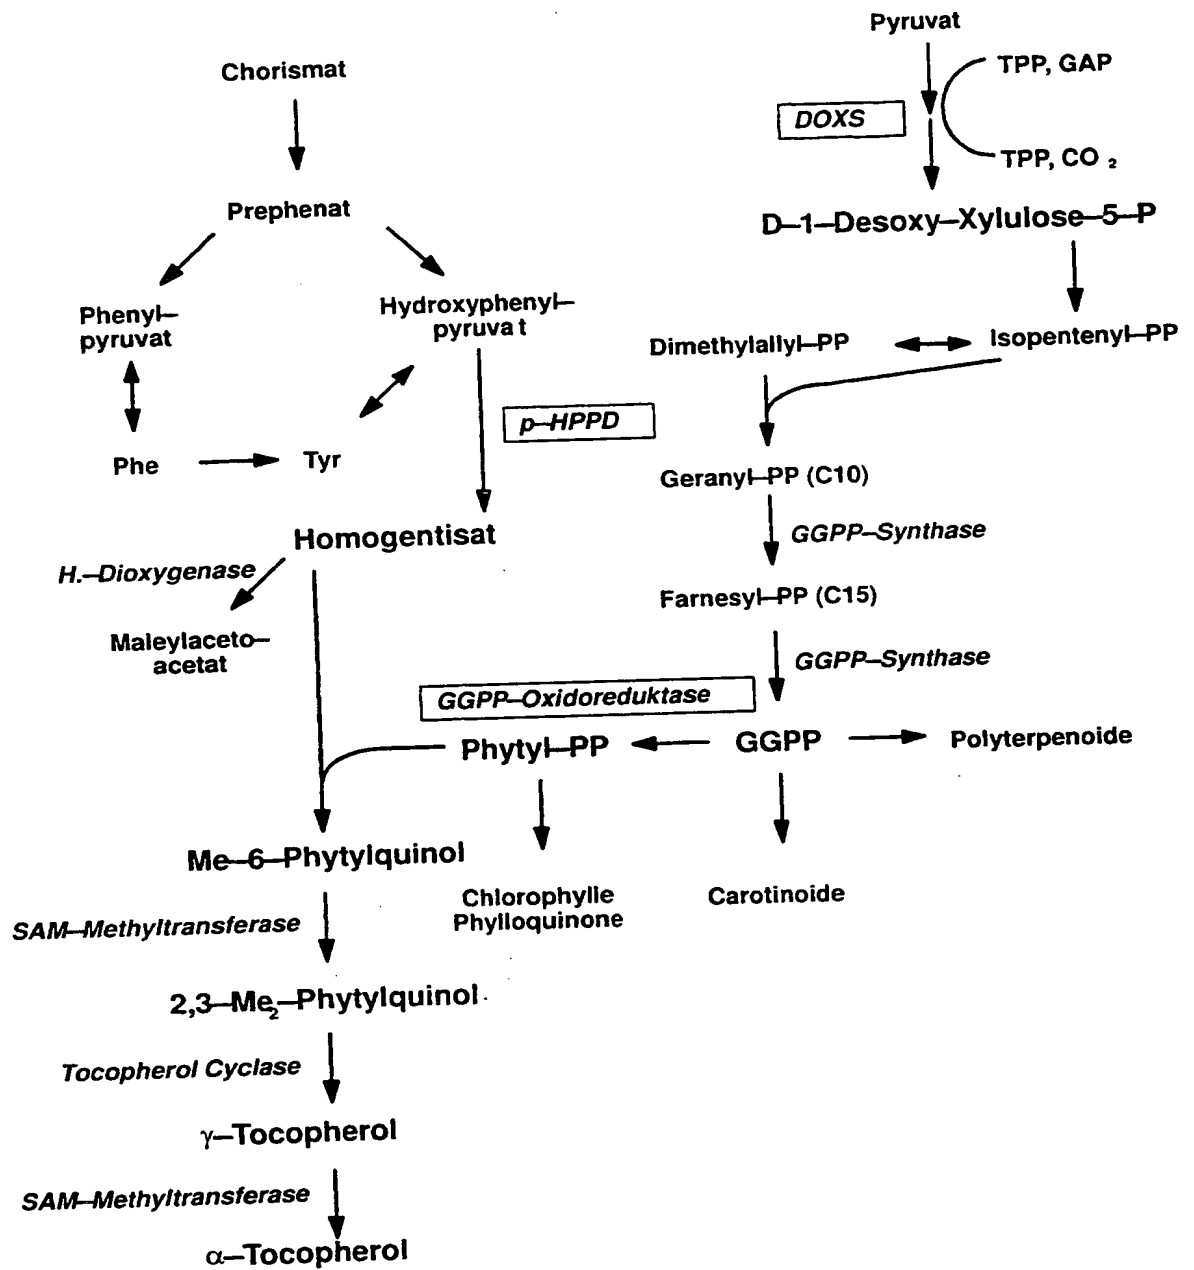 Pyruvat
Chorismat
TPP, GAP
DOXS
TPP, CO 2
Prephenat
D-1-Desoxy-Xylulose-5-P
Phenyl-
pyruvat
Hydroxyphenyl-
pyruvat
Dimethylallyl-PP
Isopentenyl-PP
p-HPPD
Phe
Tyr
Geranyl-PP (C10)
Homogentisat
GGPP-Synthase
H.-Dioxygenase
Farnesyl-PP (C15)
Maleylaceto-
acetat
GGPP-Synthase
GGPP-Oxidoreduktase
Phytyl-PP
GGPP
Polyterpenoide
Me-6-Phytylquinol
Chlorophylle
Phylloquinone
Carotinoide
SAM-Methyltransferase
2,3-Me2-Phytylquinol
Tocopherol Cyclase
γ-Tocopherol
SAM-Methyltransferase
α-Tocopherol